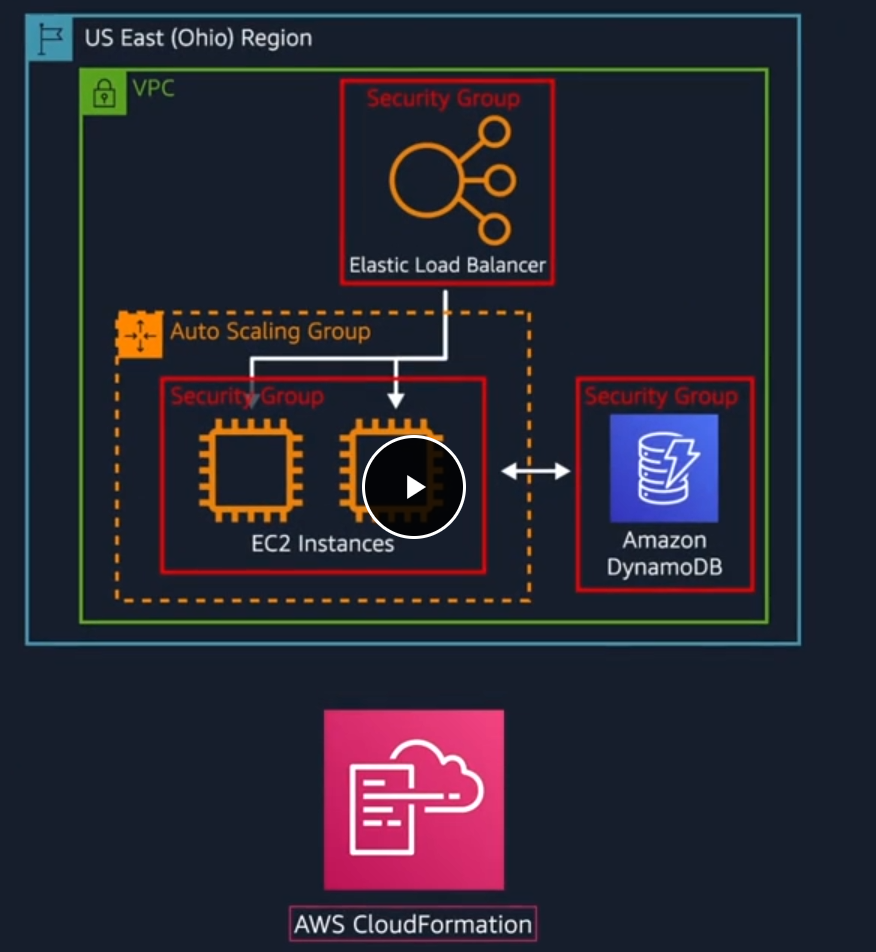 US East (Ohio) Region
VPC
Security Group
Elastic Load Balancer
Auto Scaling Group
Security Group
EC2 Instances
Security Group
Amazon
DynamoDB
AWS CloudFormation